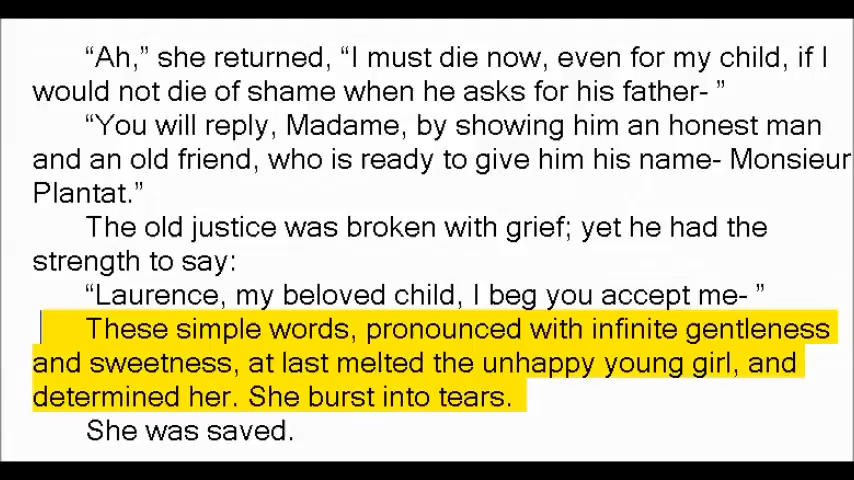 “Ah,” she returned, “I must die now, even for my child, if I
would not die of shame when he asks for his father- ”
“You will reply, Madame, by showing him an honest man
and an old friend, who is ready to give him his name- Monsieur
Plantat.”
The old justice was broken with grief; yet he had the
strength to say:
“Laurence, my beloved child, I beg you accept me- ”
These simple words, pronounced with infinite gentleness
and sweetness, at last melted the unhappy young girl, and
determined her. She burst into tears.
She was saved.